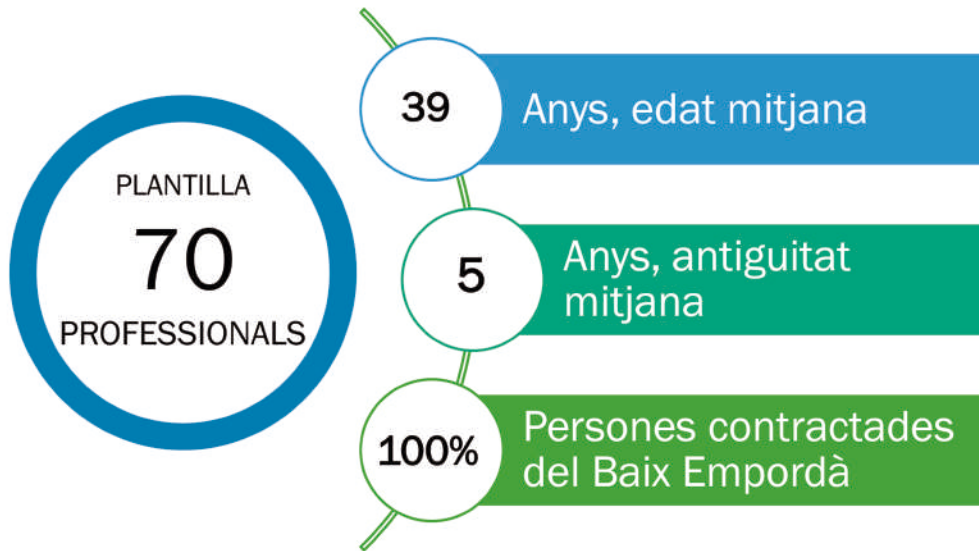 PLANTILLA
70
PROFESSIONALS
39
Anys, edat mitjana
5
Anys, antiguitat
mitjana
100%
Persones contractades
del Baix Empordà